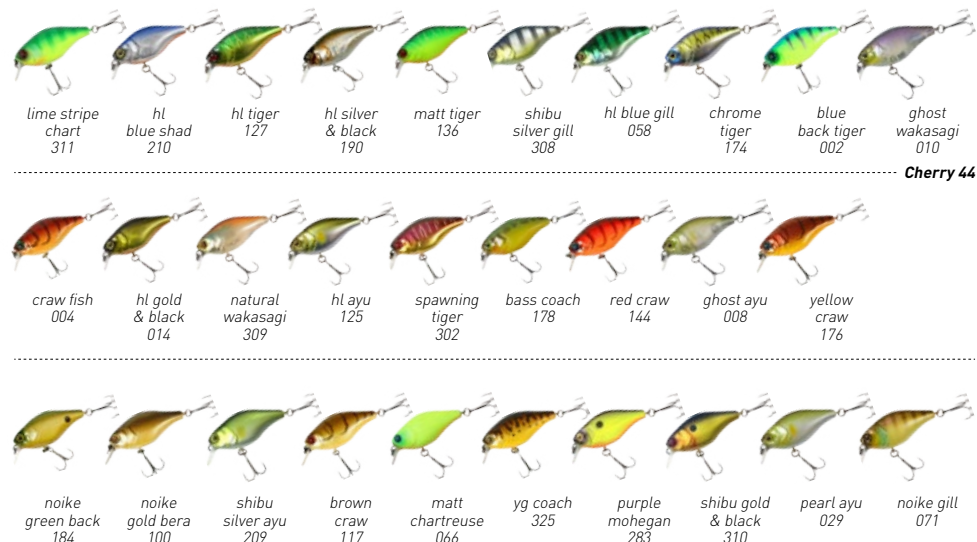 lime stripe chart 311
hl blue shad 210
hl tiger 127
hl silver & black 190
matt tiger 136
shibu silver gill 308
hl blue gill 058
chrome tiger 174
blue back tiger 002
ghost wakasagi 010
Cherry 44
craw fish 004
hl gold & black 014
natural wakasagi 309
hl ayu 125
spawning tiger 302
bass coach 178
red craw 144
ghost ayu 008
yellow craw 176
noike green back 184
noike gold bera 100
shibu silver ayu 209
brown craw 117
matt chartreuse 066
yg coach 325
purple mohegan 283
shibu gold & black 310
pearl ayu 029
noike gill 071